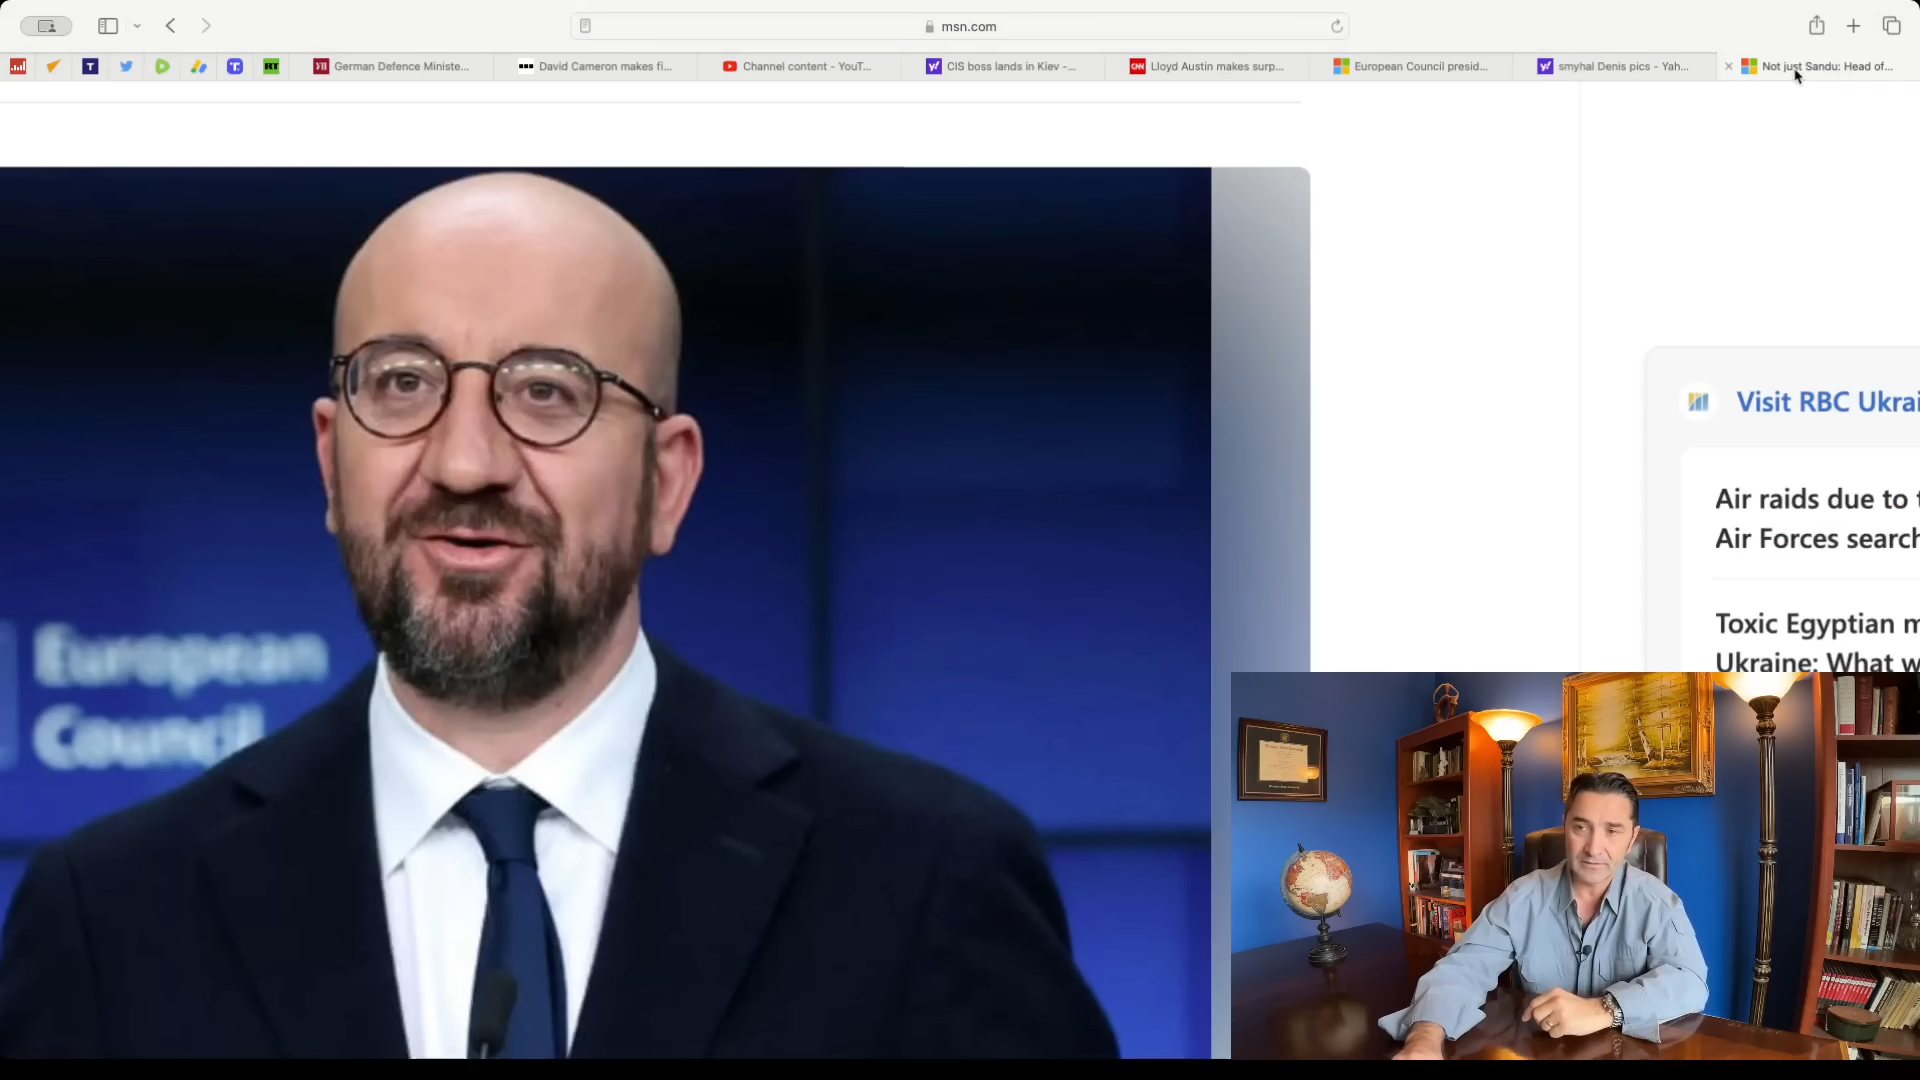 msn.com
German Defence Ministe...
David Cameron makes fi...
Channel content - YouT...
CIS boss lands in Kiev -...
Lloyd Austin makes surp...
European Council presid...
smyhal Denis pics - Yah...
Not just Sandu: Head of...
Visit RBC Ukrai
Air raids due to t
Air Forces search
Toxic Egyptian m
Ukraine: What w
European
Council